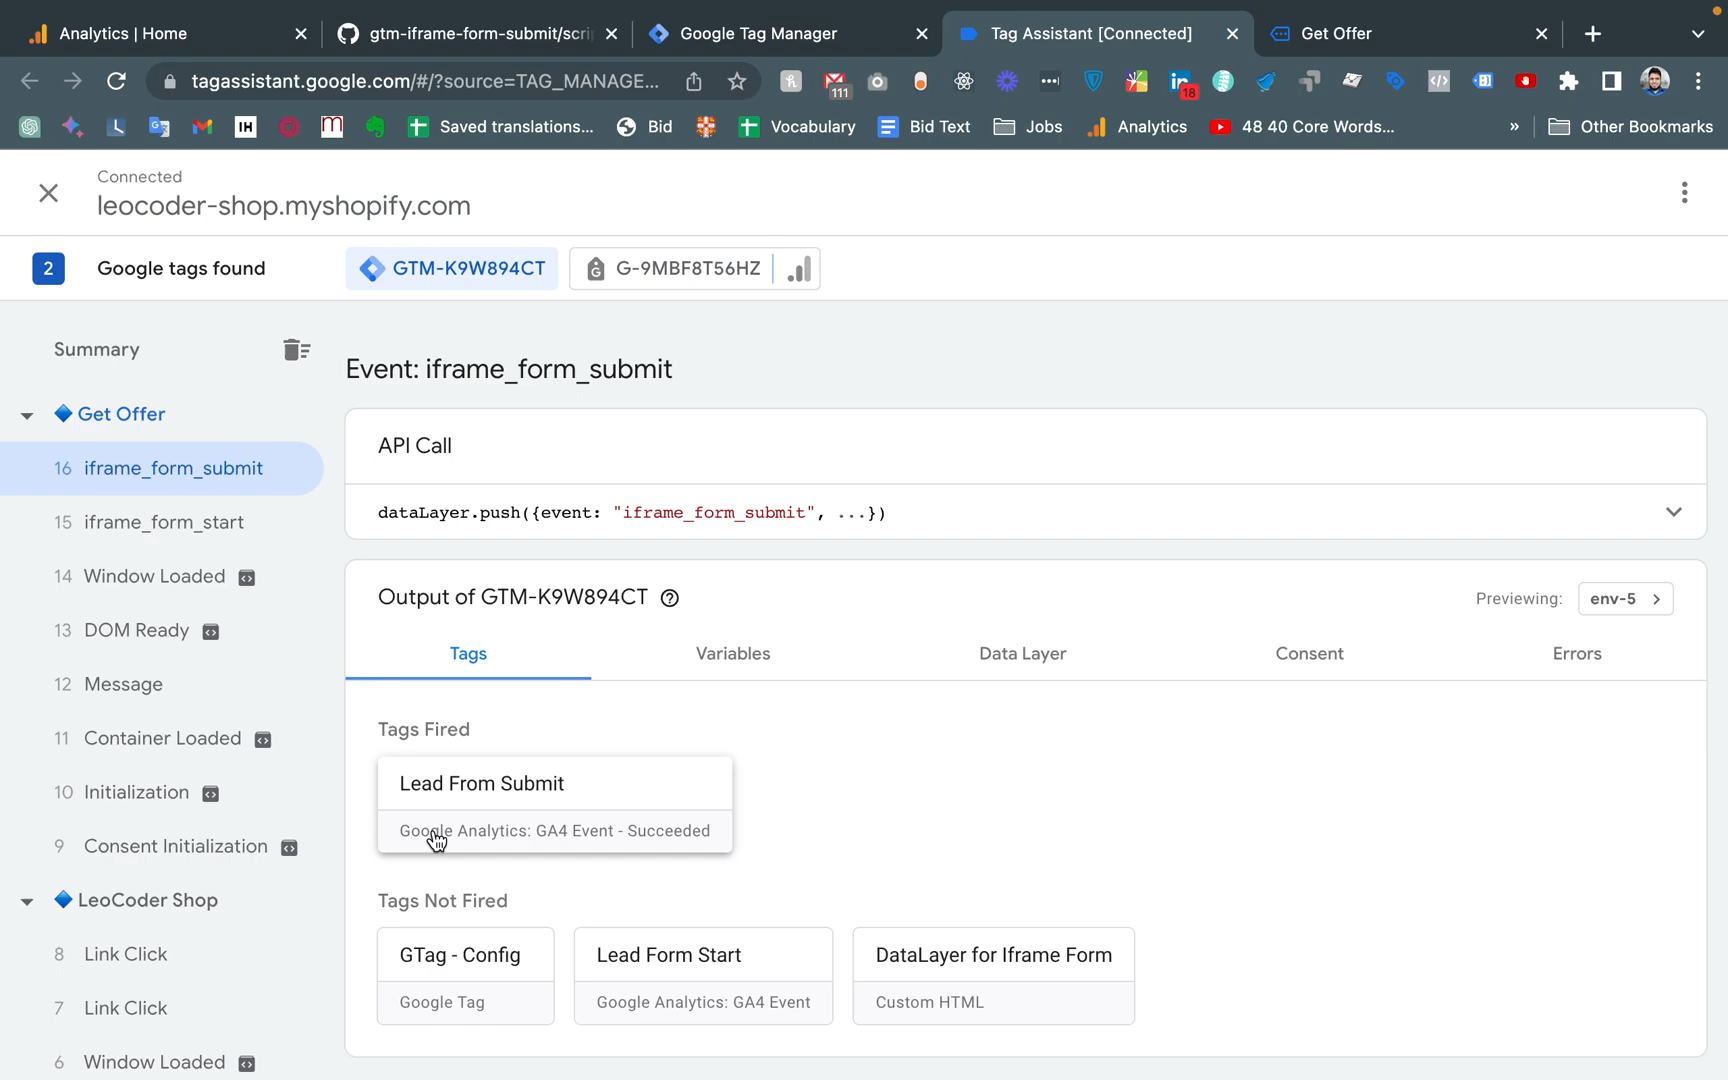 Analytics | Home
gtm-iframe-form-submit/scri
Google Tag Manager
Tag Assistant [Connected]
Get Offer
tagassistant.google.com/#/?source=TAG_MANAGE...
111
18
Saved translations...
IH
Bid
Vocabulary
Bid Text
Jobs
Analytics
48 40 Core Words...
»
Other Bookmarks
Connected
leocoder-shop.myshopify.com
2
Google tags found
GTM-K9W894CT
G-9MBF8T56HZ
Summary
Get Offer
16 iframe_form_submit
15 iframe_form_start
14 Window Loaded
13 DOM Ready
12 Message
11 Container Loaded
10 Initialization
9 Consent Initialization
LeoCoder Shop
8 Link Click
7 Link Click
6 Window Loaded
Event: iframe_form_submit
API Call
dataLayer.push({event: "iframe_form_submit", ...})
Output of GTM-K9W894CT
Previewing:
env-5
Tags
Variables
Data Layer
Consent
Errors
Tags Fired
Lead From Submit
Google Analytics: GA4 Event - Succeeded
Tags Not Fired
GTag - Config
Google Tag
Lead Form Start
Google Analytics: GA4 Event
DataLayer for Iframe Form
Custom HTML